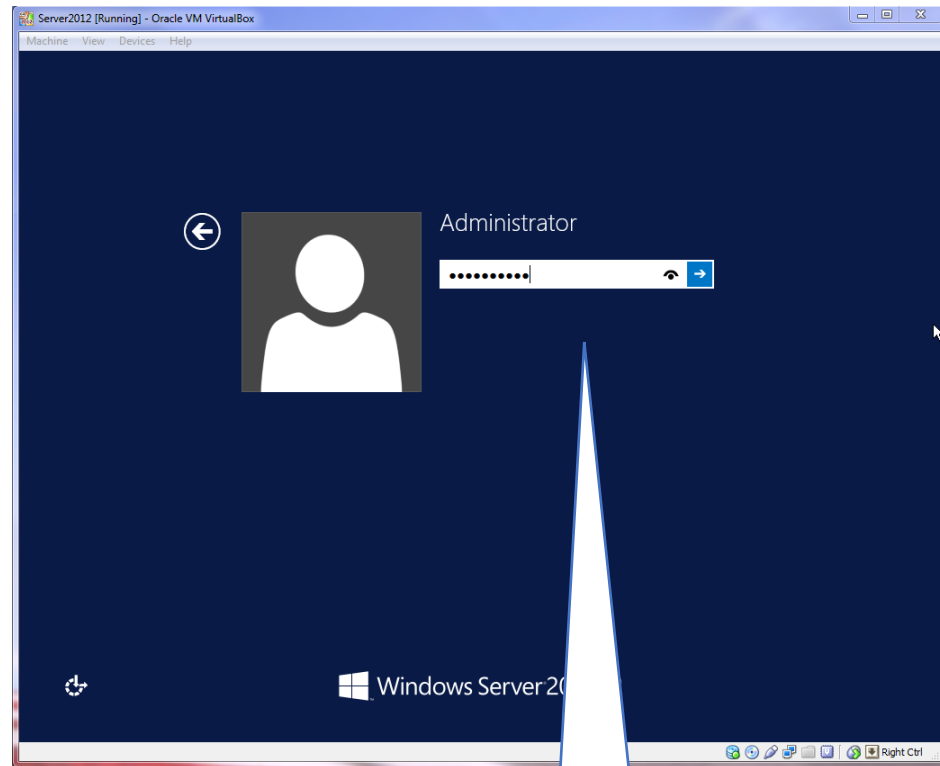 Server2012 [Running] - Oracle VM VirtualBox
Machine View Devices Help
Administrator
••••••••••
Windows Server 20
Right Ctrl